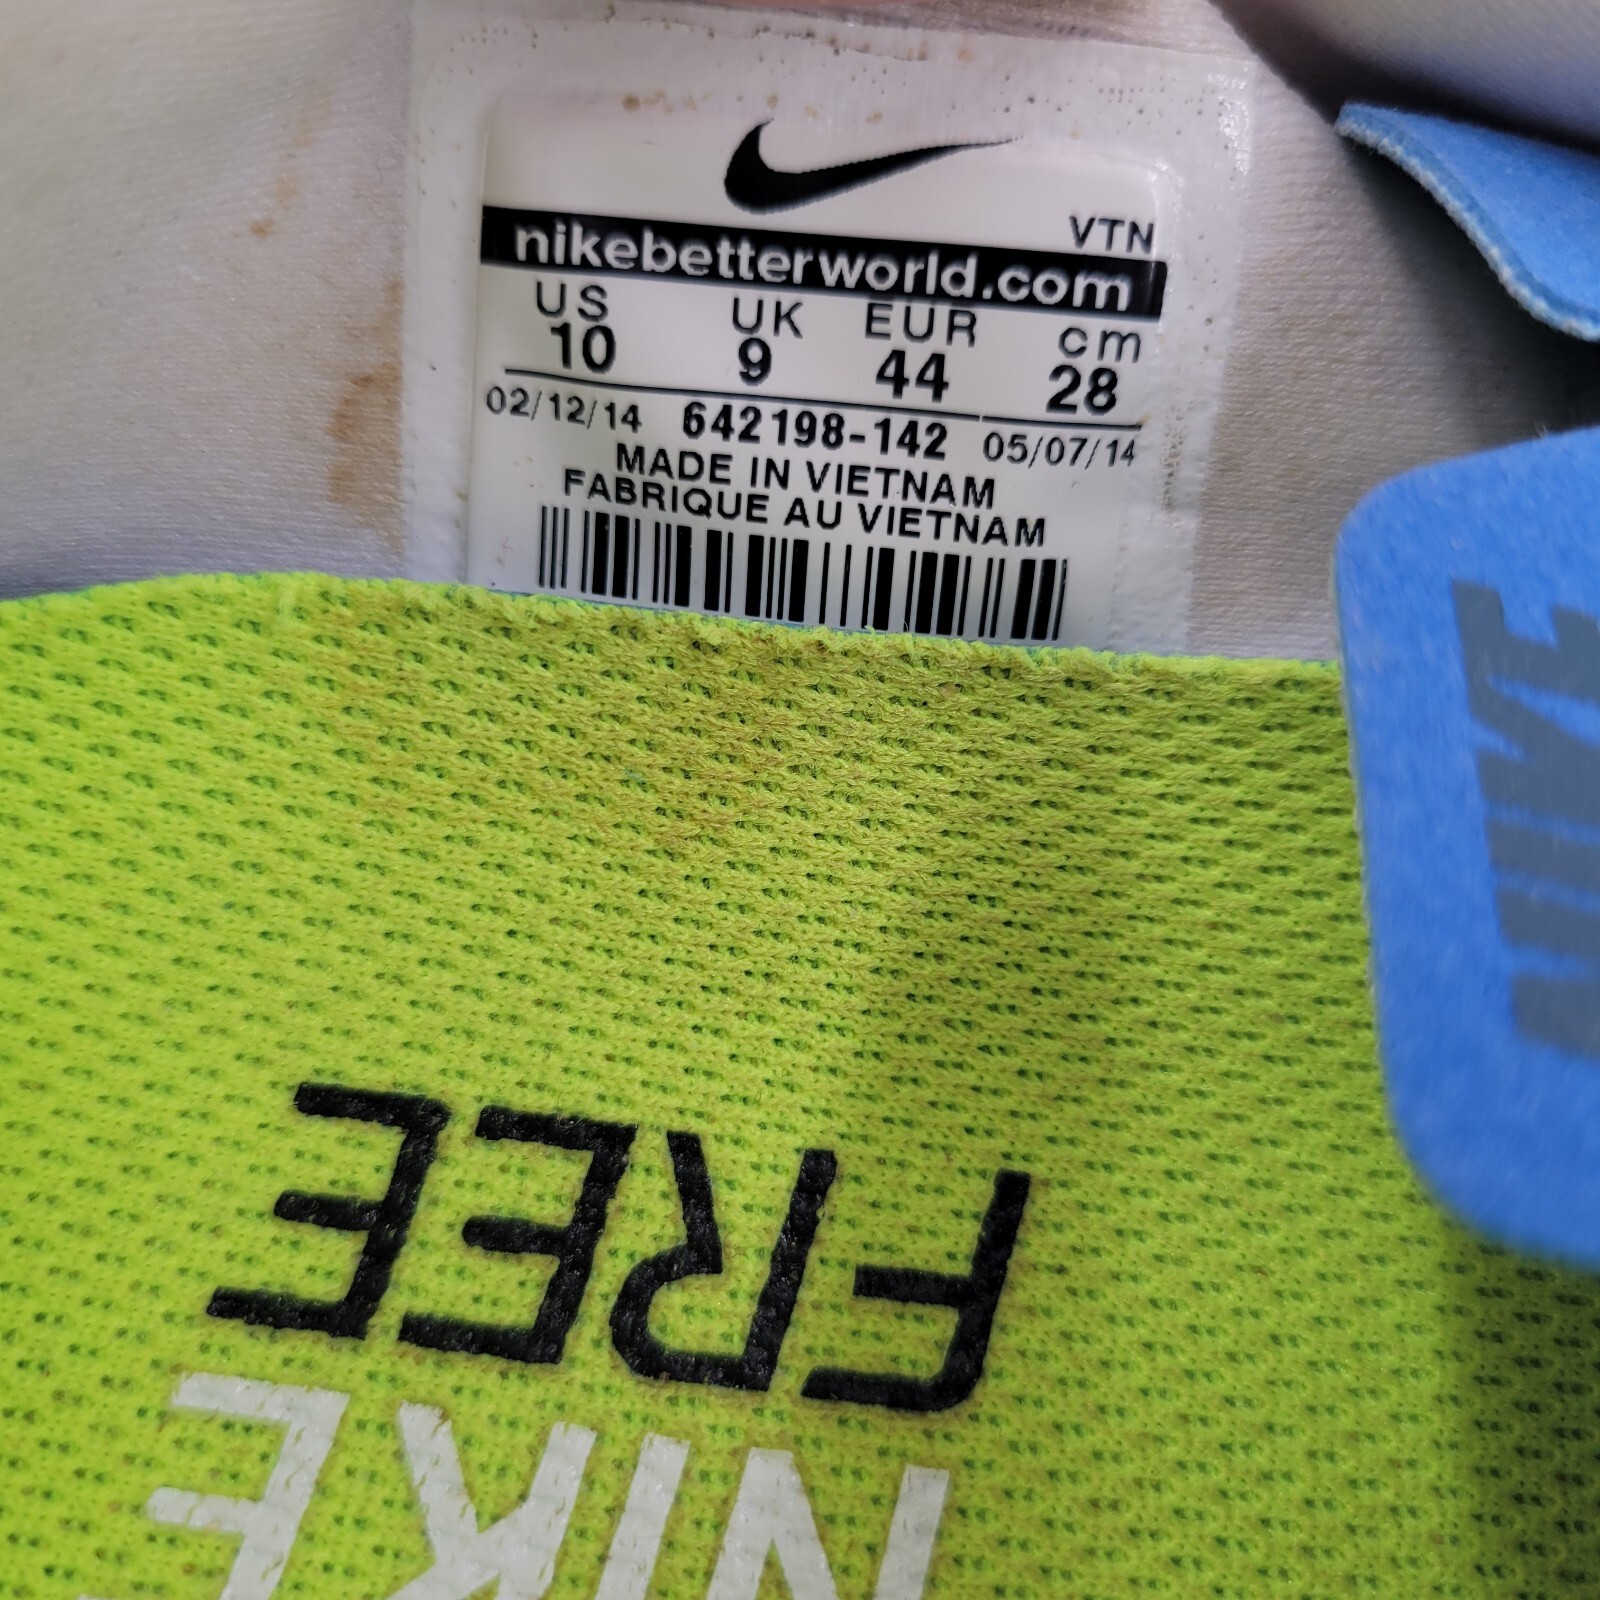 VTN
nikebetterworld.com
US UK EUR cm
10 9 44 28
02/12/14 642198-142 05/07/14
MADE IN VIETNAM
FABRIQUE AU VIETNAM
NIKE
FREE
NIKE